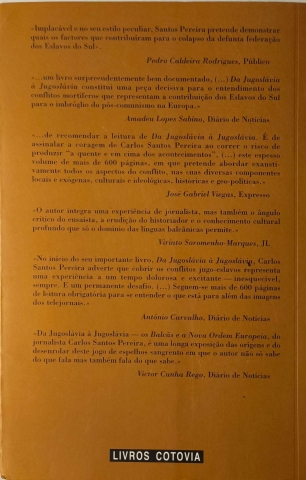 «Implacável e no seu estilo peculiar, Santos Pereira pretende demonstrar
quais os factores que contribuíram para o colapso da defunta federação
dos Eslavos do Sul».
Pedro Caldeira Rodrigues, Público
«...um livro surpreendentemente bem documentado, (...) Da Jugoslávia
à Jugoslávia constitui uma peça decisiva para o entendimento dos
conflitos mortíferos que representam a contribuição dos Eslavos do Sul
para o imbróglio do pós-comunismo na Europa.»
Amadeu Lopes Sabino, Diário de Notícias
«...de recomendar a leitura de Da Jugoslávia à Jugoslávia. É de
assinalar a coragem de Carlos Santos Pereira ao correr o risco de
produzir "a quente e em cima dos acontecimentos", (...) este espesso
volume de mais de 600 páginas, em que pretende abordar exausti-
vamente todos os aspectos do conflito, nas suas diversas componentes
locais e exógenas, culturais e ideológicas, históricas e geo-políticas.»
José Gabriel Viegas, Expresso
«O autor integra uma experiência de jornalista, mas também o ângulo
crítico do ensaísta, a erudição do historiador e o conhecimento cultural
profundo que só o domínio das línguas balcânicas permite.»
Viriato Soromenho-Marques, JL
«No início do seu importante livro, Da Jugoslávia à Jugoslávia, Carlos
Santos Pereira adverte que cobrir os conflitos jugo-eslavos representa
uma experiência a um tempo dolorosa e excitante — inesquecível,
sempre. E um permanente desafio. (...) Seguem-se mais de 600 páginas
de leitura obrigatória para se entender o que está para além das imagens
dos telejornais.»
António Carvalho, Diário de Notícias
«Da Jugoslávia à Jugoslávia — os Balcãs e a Nova Ordem Europeia, do
jornalista Carlos Santos Pereira, é uma longa exposição das origens e do
desenrolar deste jogo de espelhos sangrento em que o autor não só sabe
do que fala mas também fala do que sabe.»
Victor Cunha Rego, Diário de Notícias
LIVROS COTOVIA